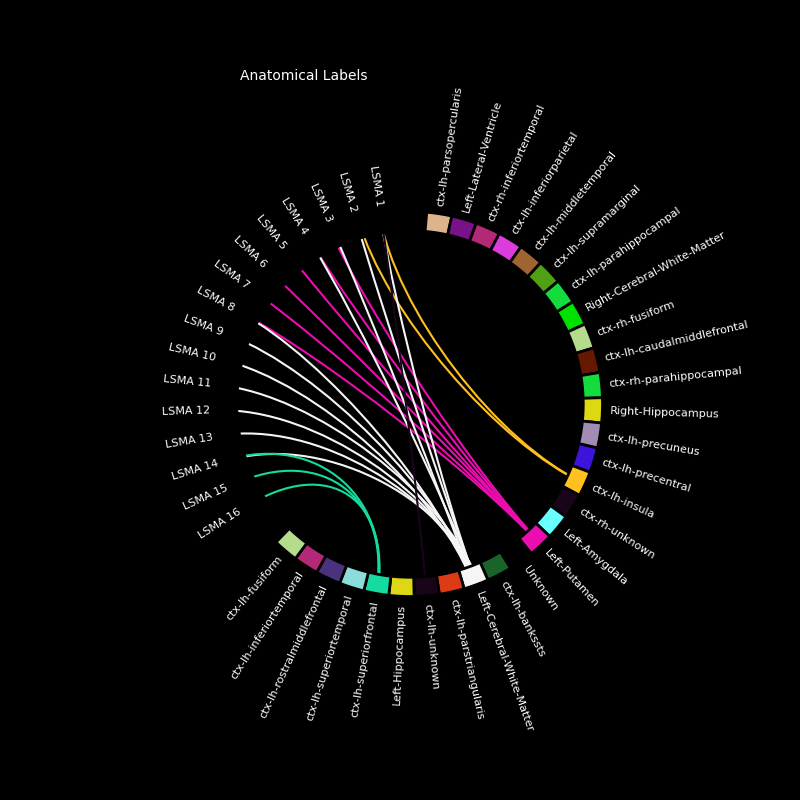 Anatomical Labels
ctx-lh-parsopercularis
Left-Lateral-Ventricle
ctx-rh-inferiortemporal
ctx-lh-inferiorparietal
ctx-lh-middletemporal
ctx-lh-supramarginal
ctx-lh-parahippocampal
Right-Cerebral-White-Matter
ctx-rh-fusiform
ctx-lh-caudalmiddlefrontal
ctx-rh-parahippocampal
Right-Hippocampus
ctx-lh-precuneus
ctx-lh-precentral
ctx-lh-insula
ctx-rh-unknown
Left-Amygdala
Left-Putamen
Unknown
ctx-lh-bankssts
Left-Cerebral-White-Matter
ctx-lh-parstriangularis
ctx-lh-unknown
Left-Hippocampus
ctx-lh-superiorfrontal
ctx-lh-superiortemporal
ctx-lh-rostralmiddlefrontal
ctx-lh-inferiortemporal
ctx-lh-fusiform
LSMA 16
LSMA 15
LSMA 14
LSMA 13
LSMA 12
LSMA 11
LSMA 10
LSMA 9
LSMA 8
LSMA 7
LSMA 6
LSMA 5
LSMA 4
LSMA 3
LSMA 2
LSMA 1